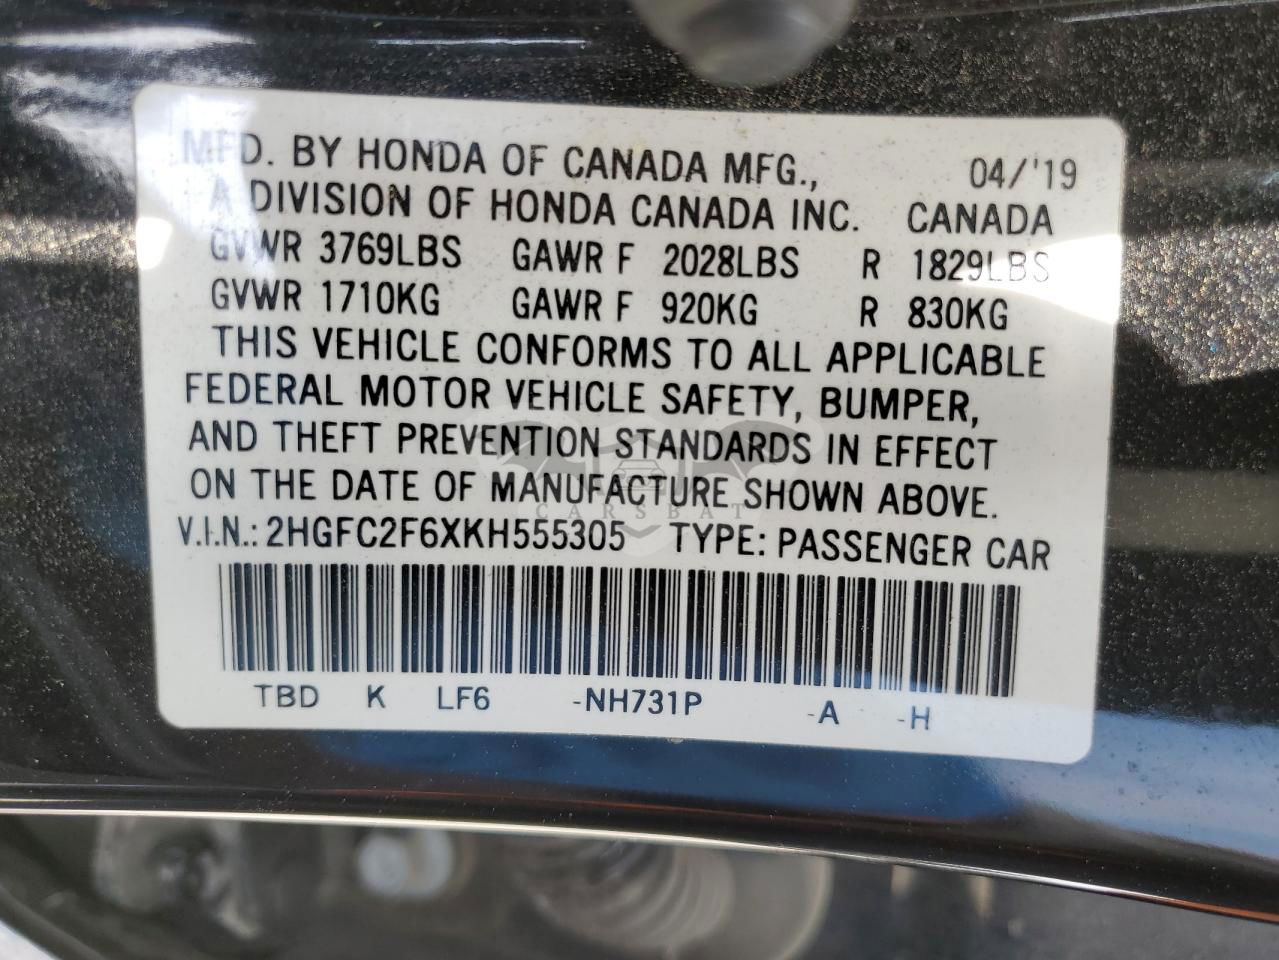 MFD. BY HONDA OF CANADA MFG., 04/'19
A DIVISION OF HONDA CANADA INC. CANADA
GVWR 3769LBS GAWR F 2028LBS R 1829LBS
GVWR 1710KG GAWR F 920KG R 830KG
THIS VEHICLE CONFORMS TO ALL APPLICABLE
FEDERAL MOTOR VEHICLE SAFETY, BUMPER,
AND THEFT PREVENTION STANDARDS IN EFFECT
ON THE DATE OF MANUFACTURE SHOWN ABOVE.
CARSBAT
V.I.N.: 2HGFC2F6XKH555305 TYPE: PASSENGER CAR
TBD K LF6 -NH731P -A -H